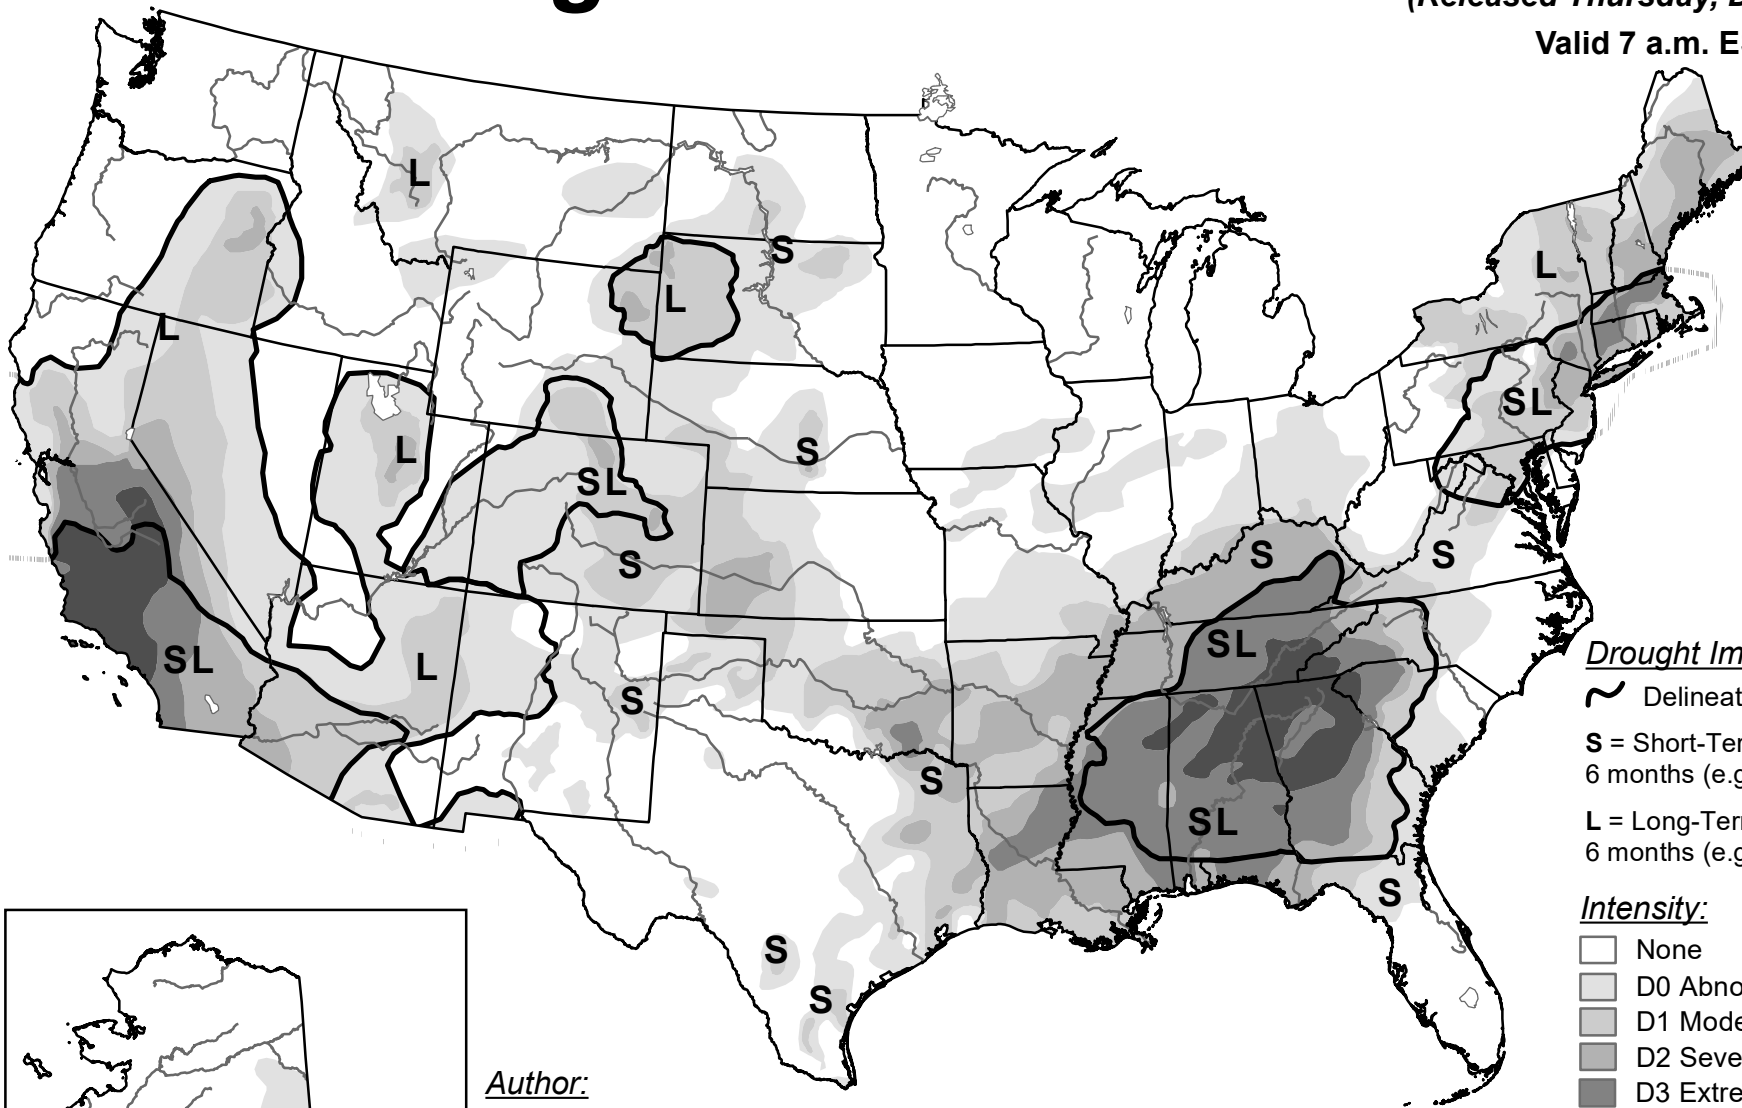 g
(Released Thursday, D
Valid 7 a.m. E
L
S
L
L
L
L
SL
L
S
SL
S
S
S
SL
SL
L
S
S
SL
S
S
S
Drought Im
Delineat
S = Short-Ter
6 months (e.g
L = Long-Terr
6 months (e.g
Intensity:
None
D0 Abno
D1 Mode
D2 Seve
D3 Extre
Author: